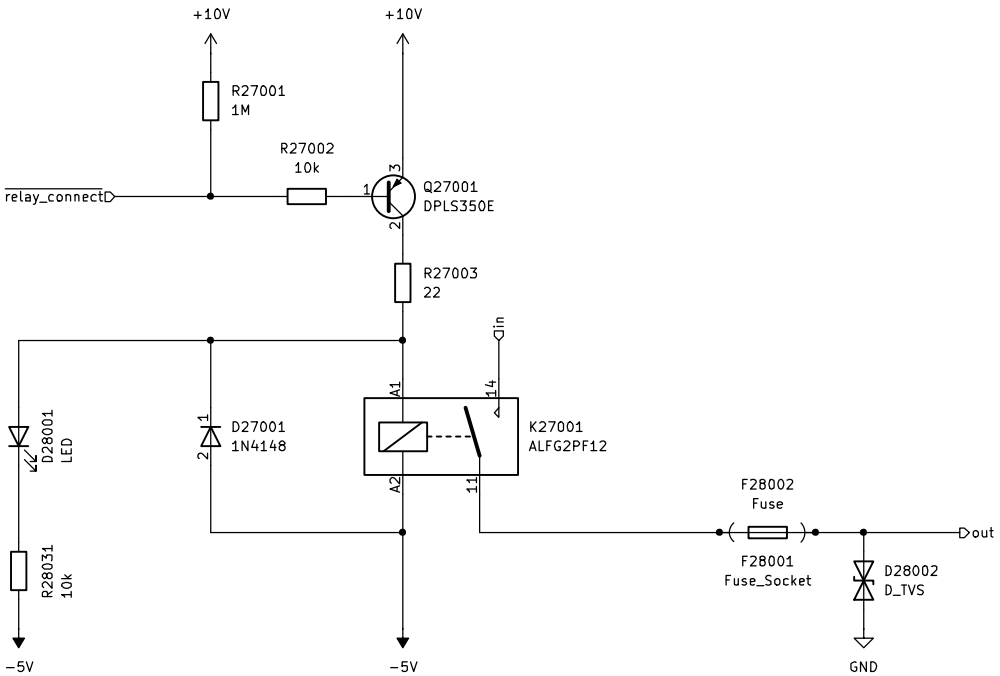 +10V
+10V
R27001
1M
R27002
10k
3
relay_connect
1
Q27001
DPLS350E
2
R27003
22
in
A1
14
D28001
LED
1
2
D27001
1N4148
K27001
ALFG2PF12
A2
11
F28002
Fuse
out
F28001
Fuse_Socket
R28031
10k
D28002
D_TVS
-5V
-5V
GND